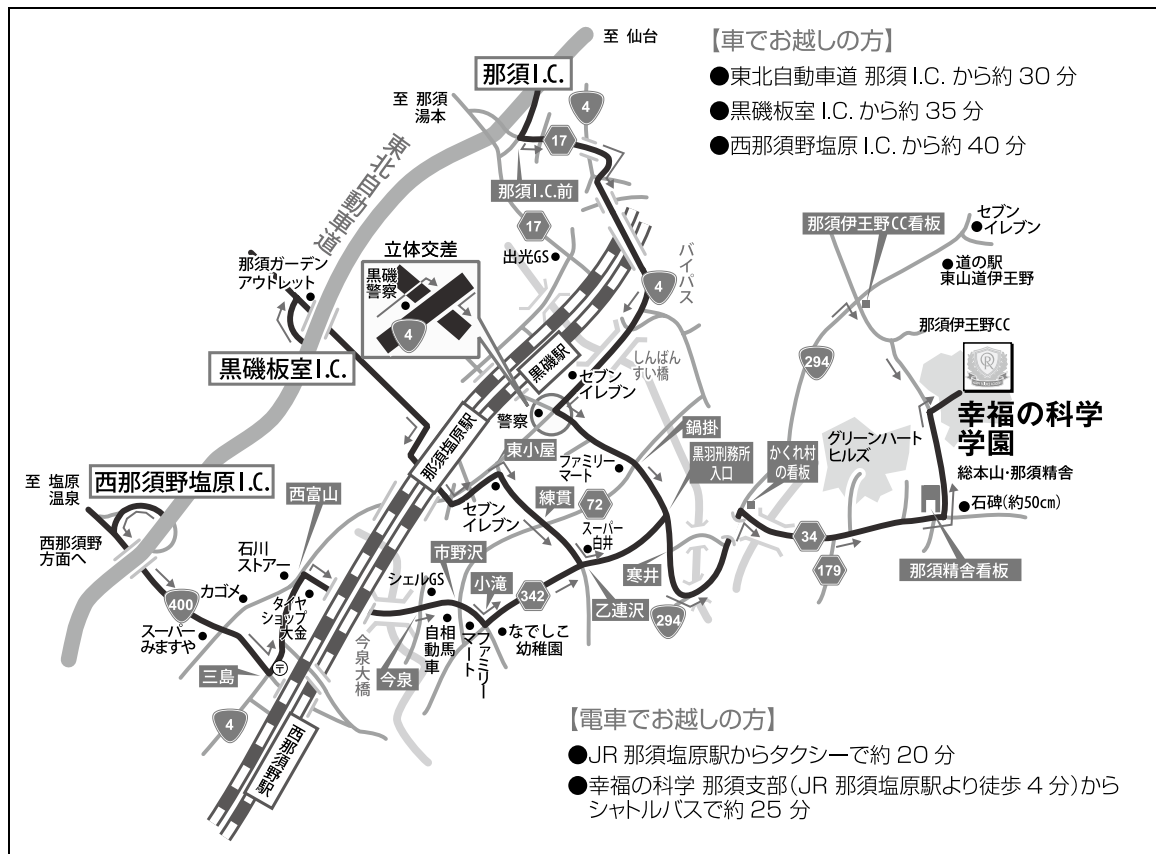 至 仙台
【車でお越しの方】
●東北自動車道 那須I.C. から約 30 分
●黒磯板室 I.C. から約 35 分
●西那須野塩原 I.C. から約 40 分
那須I.C.
至 那須
湯本
4
17
那須I.C.前
東北自動車道
17
出光GS
バイパス
4
立体交差
黒磯
警察
4
那須ガーデン
アウトレット
黒磯板室I.C.
那須伊王野CC看板
セブン
イレブン
道の駅
東山道伊王野
那須伊王野CC
294
幸福の科学
学園
総本山・那須精舎
石碑(約50cm)
グリーンハート
ヒルズ
しんばん
すい橋
黒磯駅
セブン
イレブン
警察
東小屋
那須塩原駅
ファミリー
マート
鍋掛
黒羽刑務所
入口
かくれ村
の看板
練貫
72
セブン
イレブン
スーパー
白井
34
179
那須精舎看板
至 塩原
温泉
西那須野塩原I.C.
西那須野
方面へ
西富山
石川
ストアー
カゴメ
400
タイヤ
ショップ
大金
スーパー
みますや
三島
〒
4
西那須野駅
今泉大橋
シェルGS
市野沢
小滝
342
相馬
自動車
今泉
ファミリー
マート
なでしこ
幼稚園
乙連沢
寒井
294
【電車でお越しの方】
●JR 那須塩原駅からタクシーで約 20 分
●幸福の科学 那須支部(JR 那須塩原駅より徒歩 4 分)から
シャトルバスで約 25 分